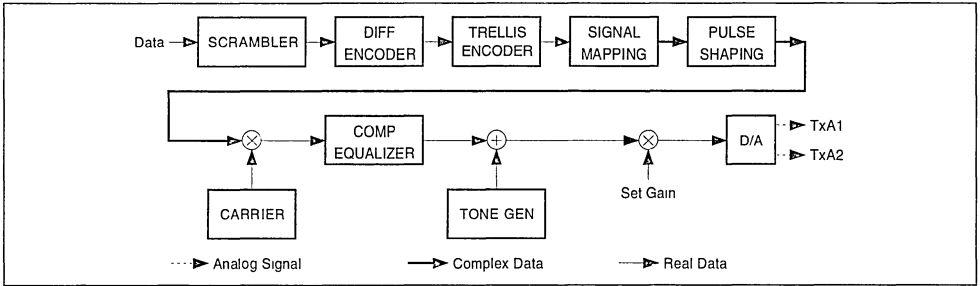 Data
SCRAMBLER
DIFF
ENCODER
TRELLIS
ENCODER
SIGNAL
MAPPING
PULSE
SHAPING
COMP
EQUALIZER
D/A
TxA1
TxA2
Set Gain
CARRIER
TONE GEN
Analog Signal
Complex Data
Real Data